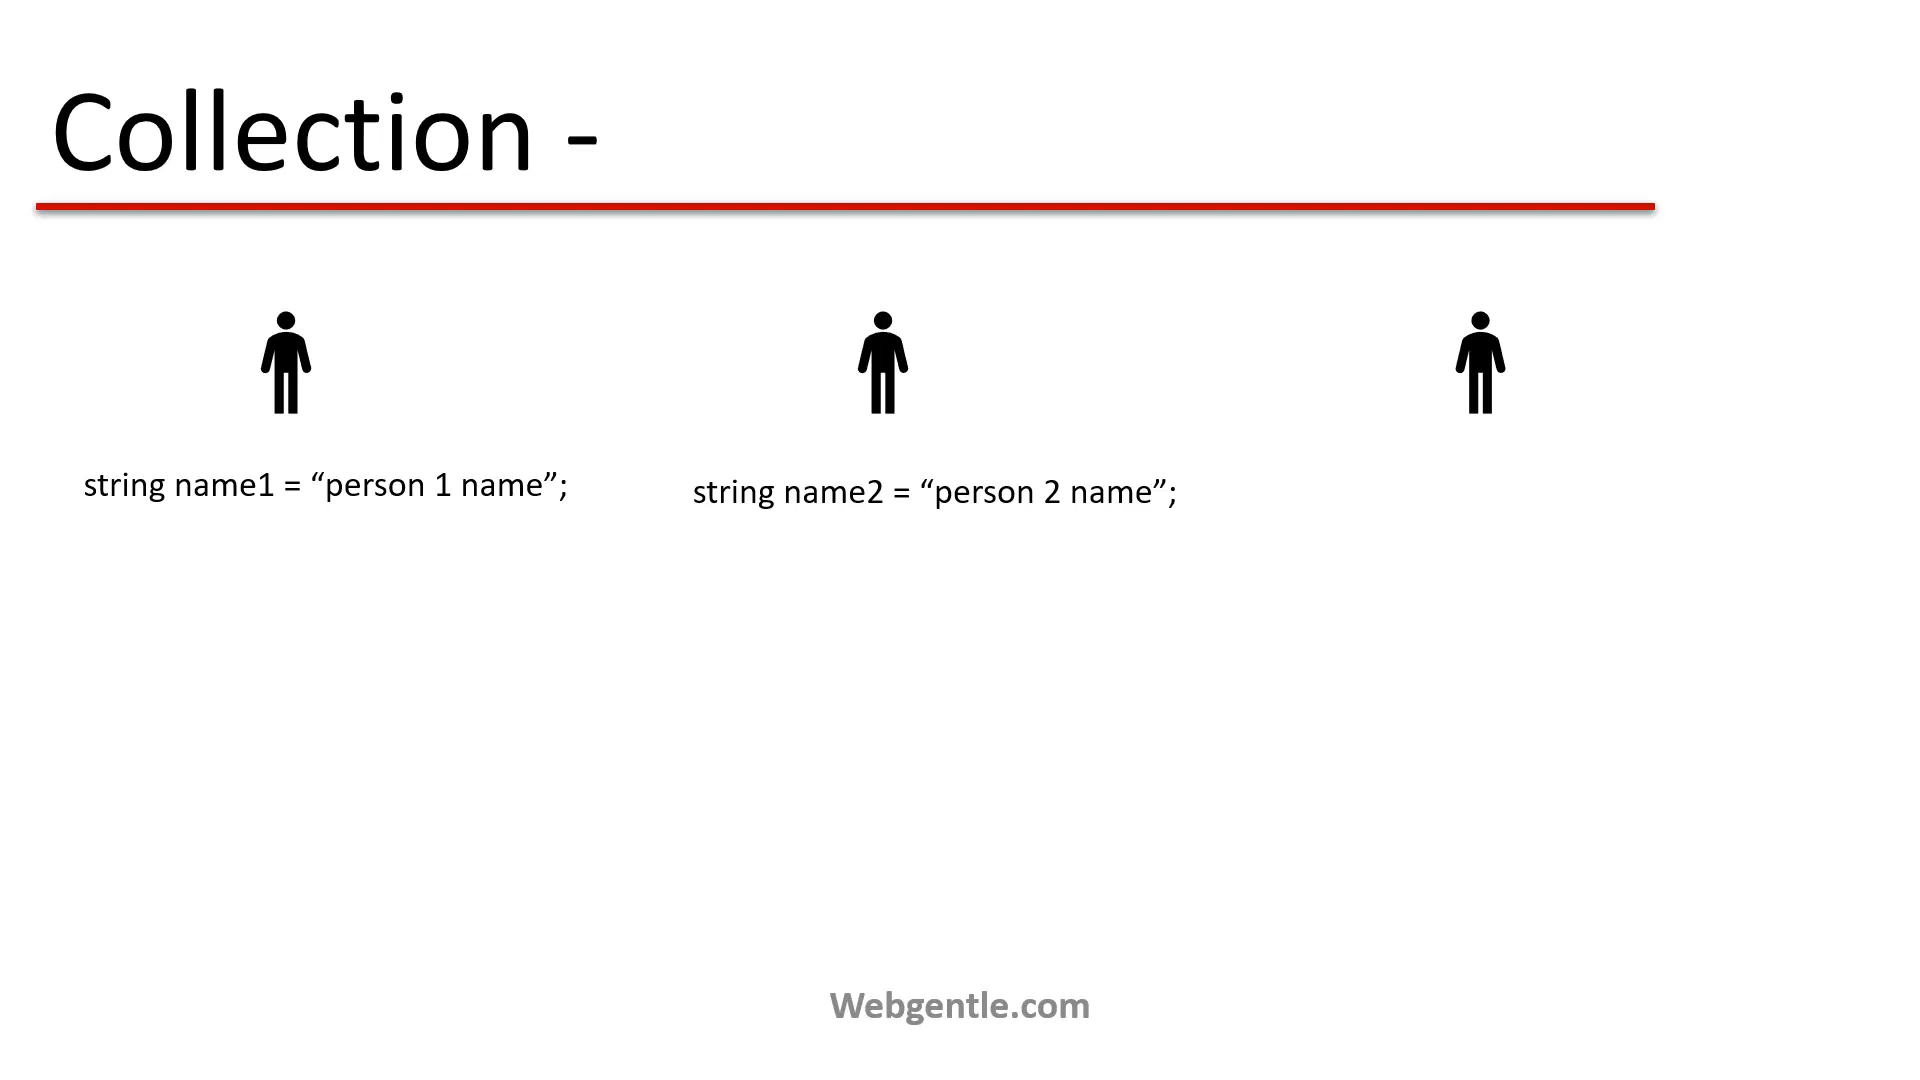 Collection -
string name1 = “person 1 name”;
string name2 = “person 2 name”;
Webgentle.com